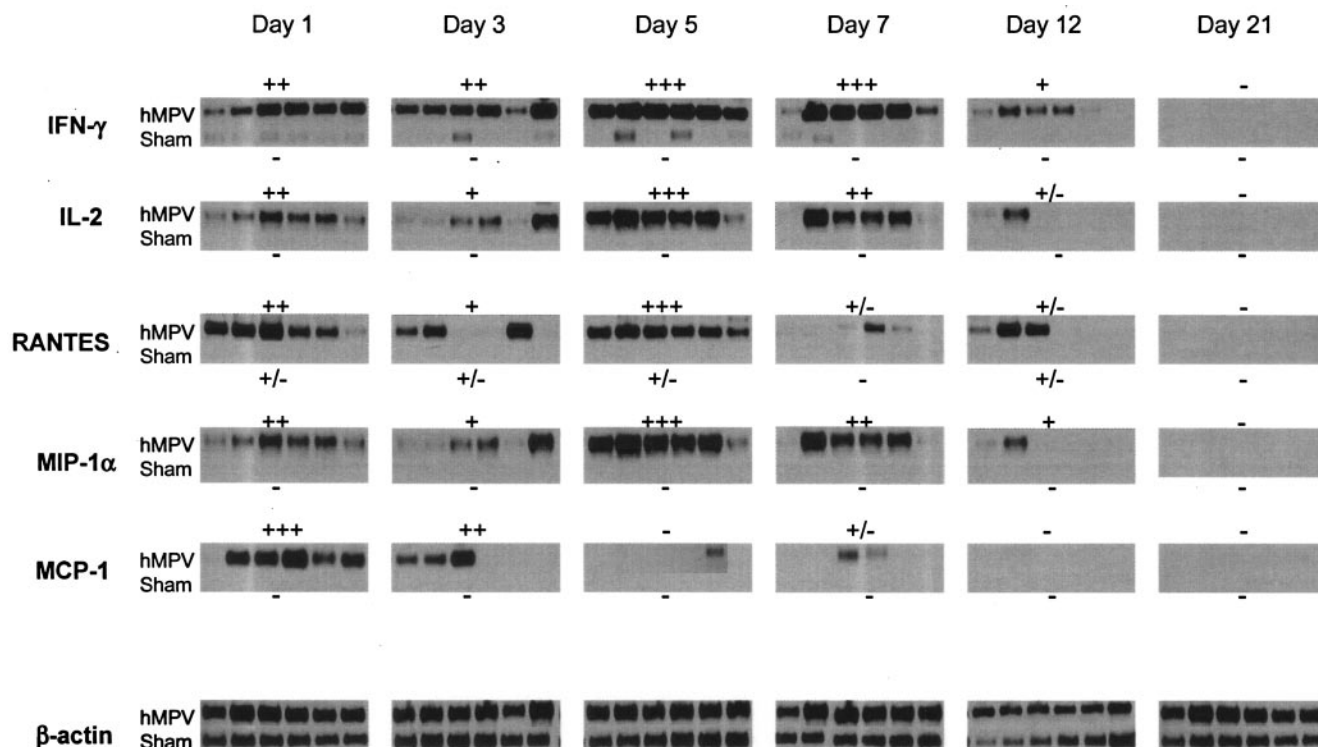 Day 1 Day 3 Day 5 Day 7 Day 12 Day 21
++ ++ +++ +++ + -
IFN-γ hMPV
Sham
- - - - - -
++ + +++ ++ +/- -
IL-2 hMPV
Sham
- - - - - -
++ + +++ +/- +/- -
RANTES hMPV
Sham
+/- +/- +/- - +/- -
++ + +++ ++ + -
MIP-1α hMPV
Sham
- - - - - -
+++ ++ - +/- - -
MCP-1 hMPV
Sham
- - - - - -
β-actin hMPV
Sham